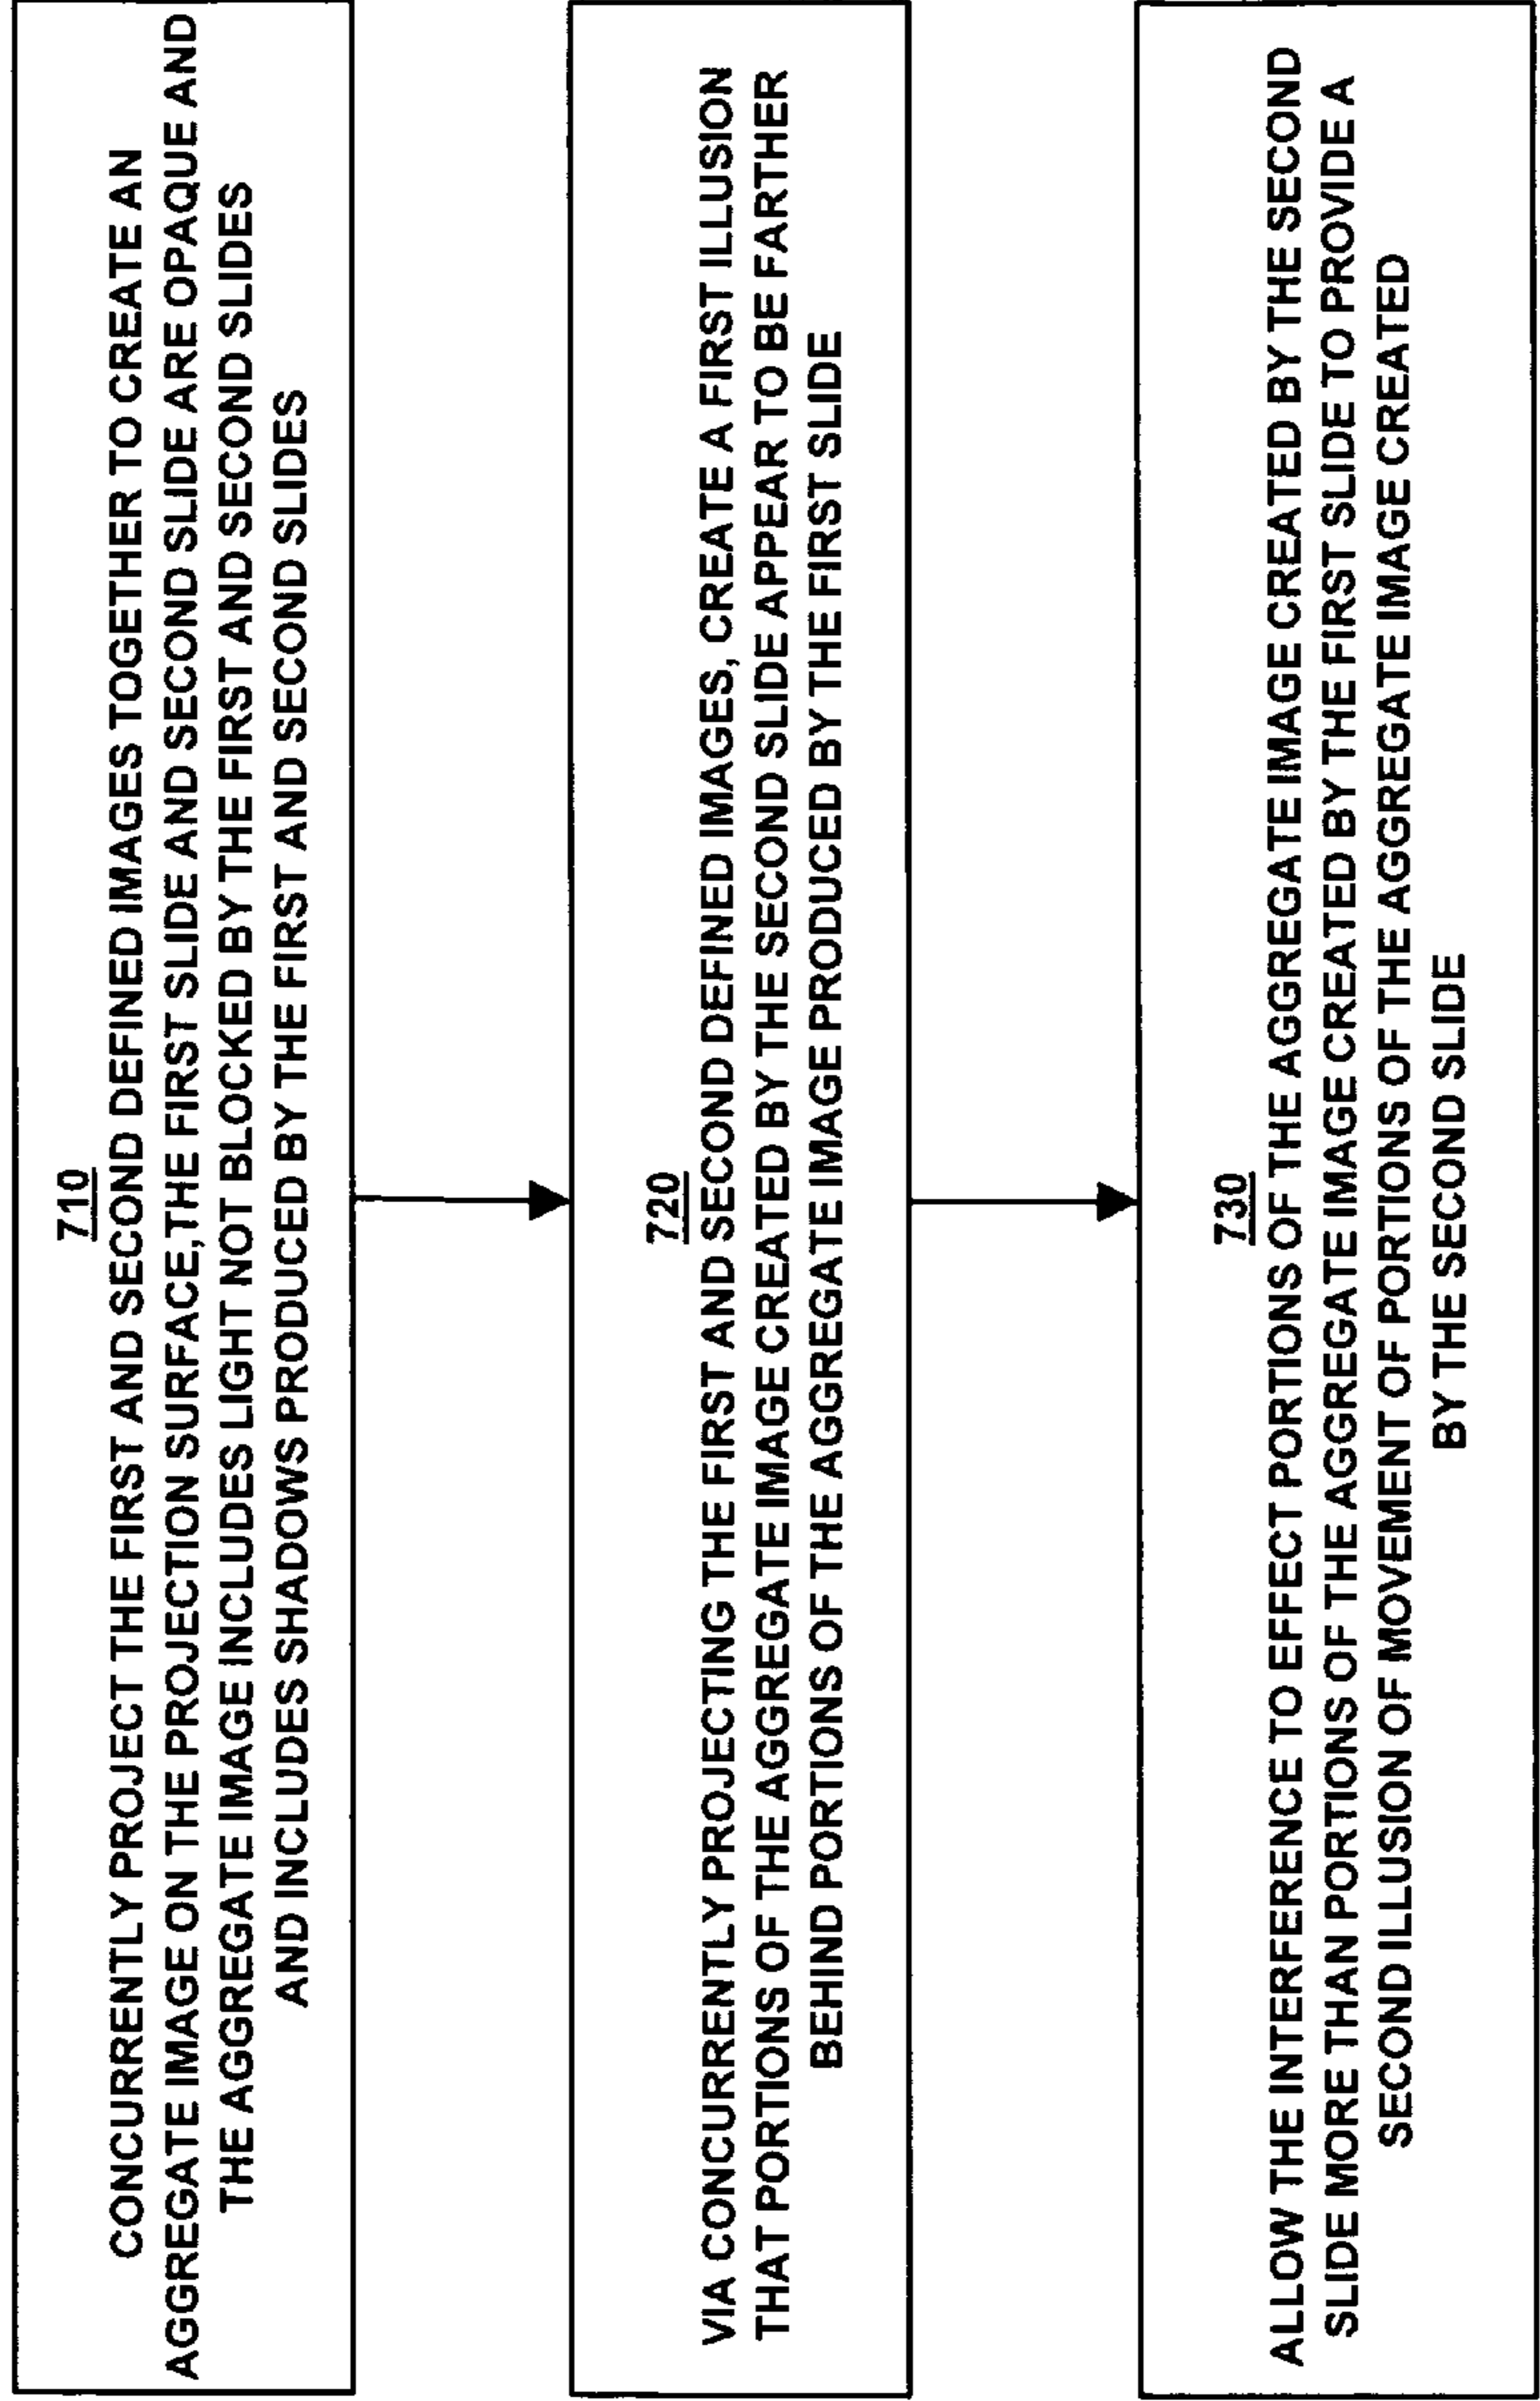 710
CONCURRENTLY PROJECT THE FIRST AND SECOND DEFINED IMAGES TOGETHER TO CREATE AN
AGGREGATE IMAGE ON THE PROJECTION SURFACE,THE FIRST SLIDE AND SECOND SLIDE ARE OPAQUE AND
THE AGGREGATE IMAGE INCLUDES LIGHT NOT BLOCKED BY THE FIRST AND SECOND SLIDES
AND INCLUDES SHADOWS PRODUCED BY THE FIRST AND SECOND SLIDES
720
VIA CONCURRENTLY PROJECTING THE FIRST AND SECOND DEFINED IMAGES, CREATE A FIRST ILLUSION
THAT PORTIONS OF THE AGGREGATE IMAGE CREATED BY THE SECOND SLIDE APPEAR TO BE FARTHER
BEHIND PORTIONS OF THE AGGREGATE IMAGE PRODUCED BY THE FIRST SLIDE
730
ALLOW THE INTERFERENCE TO EFFECT PORTIONS OF THE AGGREGATE IMAGE CREATED BY THE SECOND
SLIDE MORE THAN PORTIONS OF THE AGGREGATE IMAGE CREATED BY THE FIRST SLIDE TO PROVIDE A
SECOND ILLUSION OF MOVEMENT OF PORTIONS OF THE AGGREGATE IMAGE CREATED
BY THE SECOND SLIDE